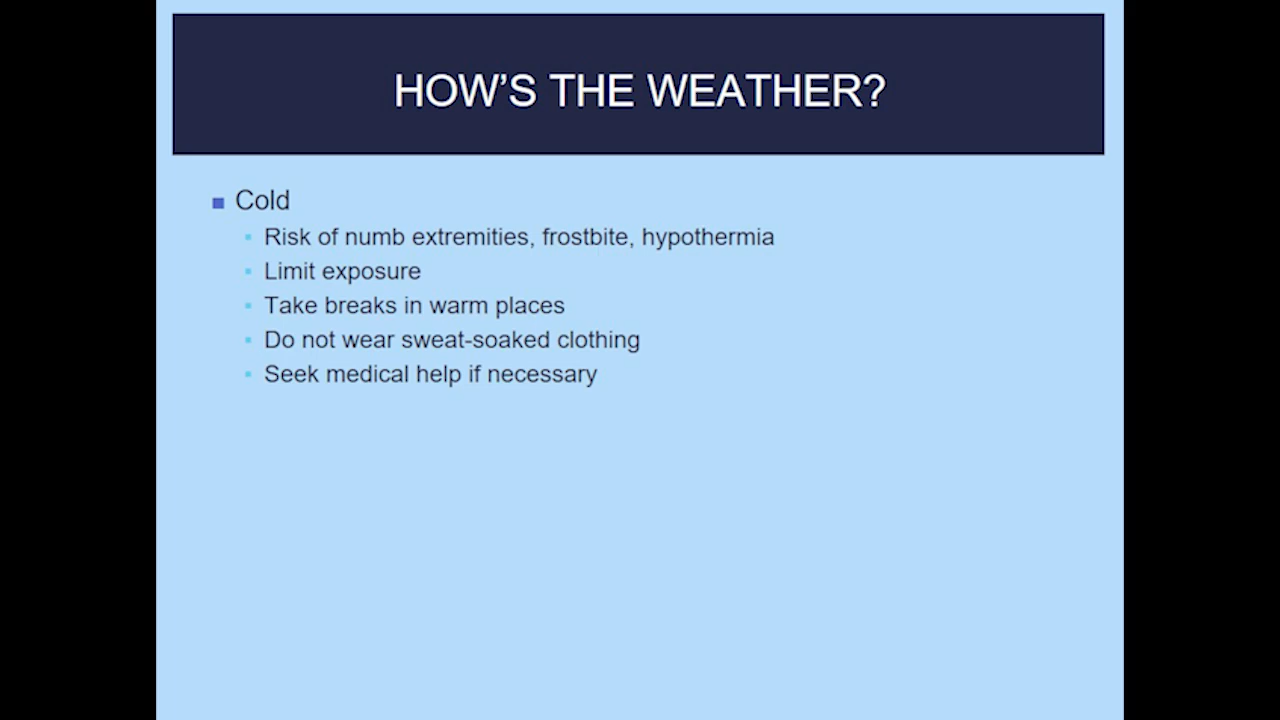 HOW'S THE WEATHER?
Cold
Risk of numb extremities, frostbite, hypothermia
Limit exposure
Take breaks in warm places
Do not wear sweat-soaked clothing
Seek medical help if necessary